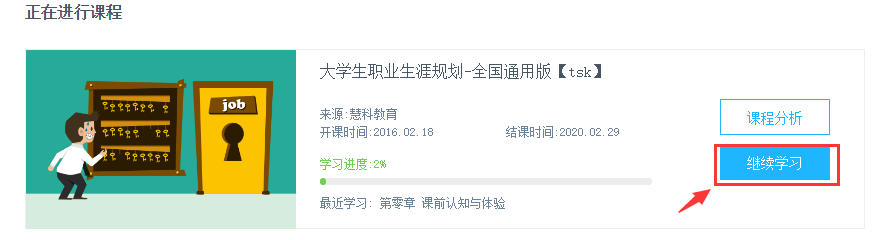 正在进行课程
大学生职业生涯规划-全国通用版【tsk】
job
来源:慧科教育
开课时间:2016.02.18 结课时间:2020.02.29
课程分析
学习进度:2%
继续学习
最近学习: 第零章 课前认知与体验